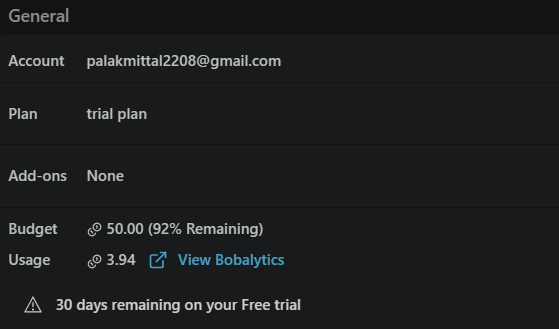 General
Account palakmittal2208@gmail.com
Plan trial plan
Add-ons None
Budget 50.00 (92% Remaining)
Usage 3.94 View Bobalytics
30 days remaining on your Free trial